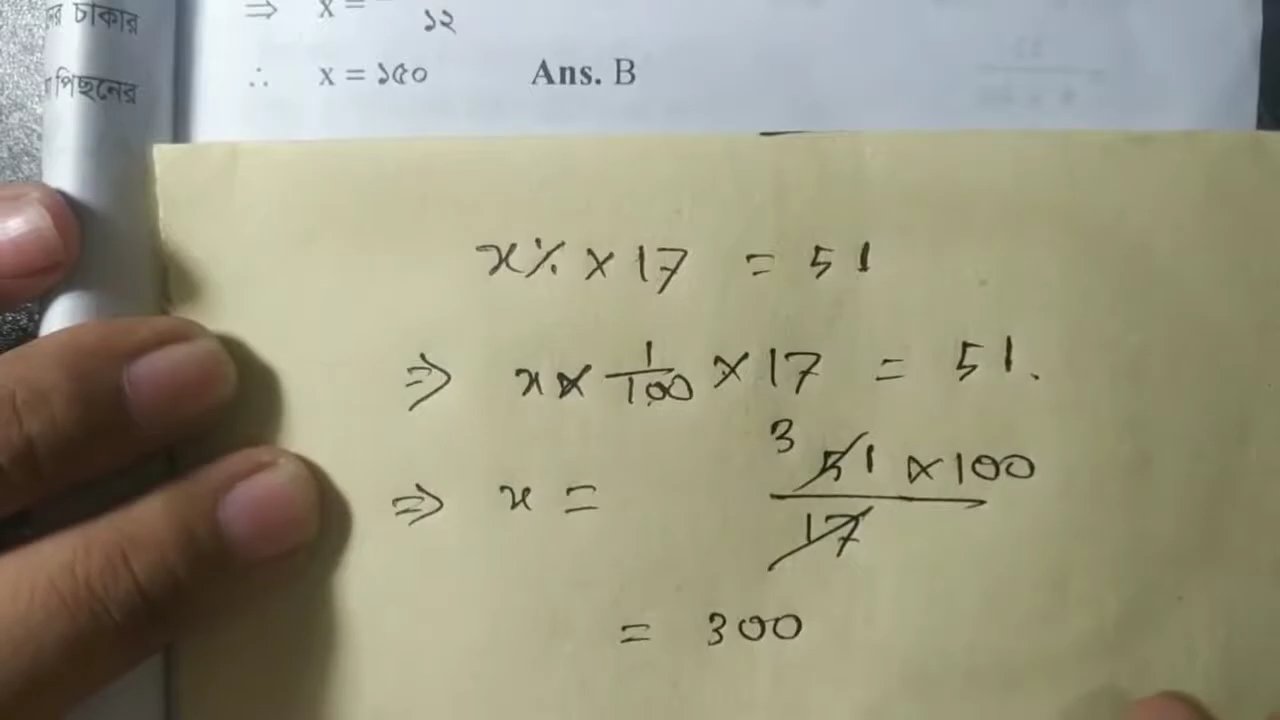 চাকার
পিছনের
⇒ x = ১২
∴ x = ১৫০ Ans. B
x% × 17 = 51
⇒ x × 1/100 × 17 = 51.
⇒ x = 3 51 × 100 / 17
= 300